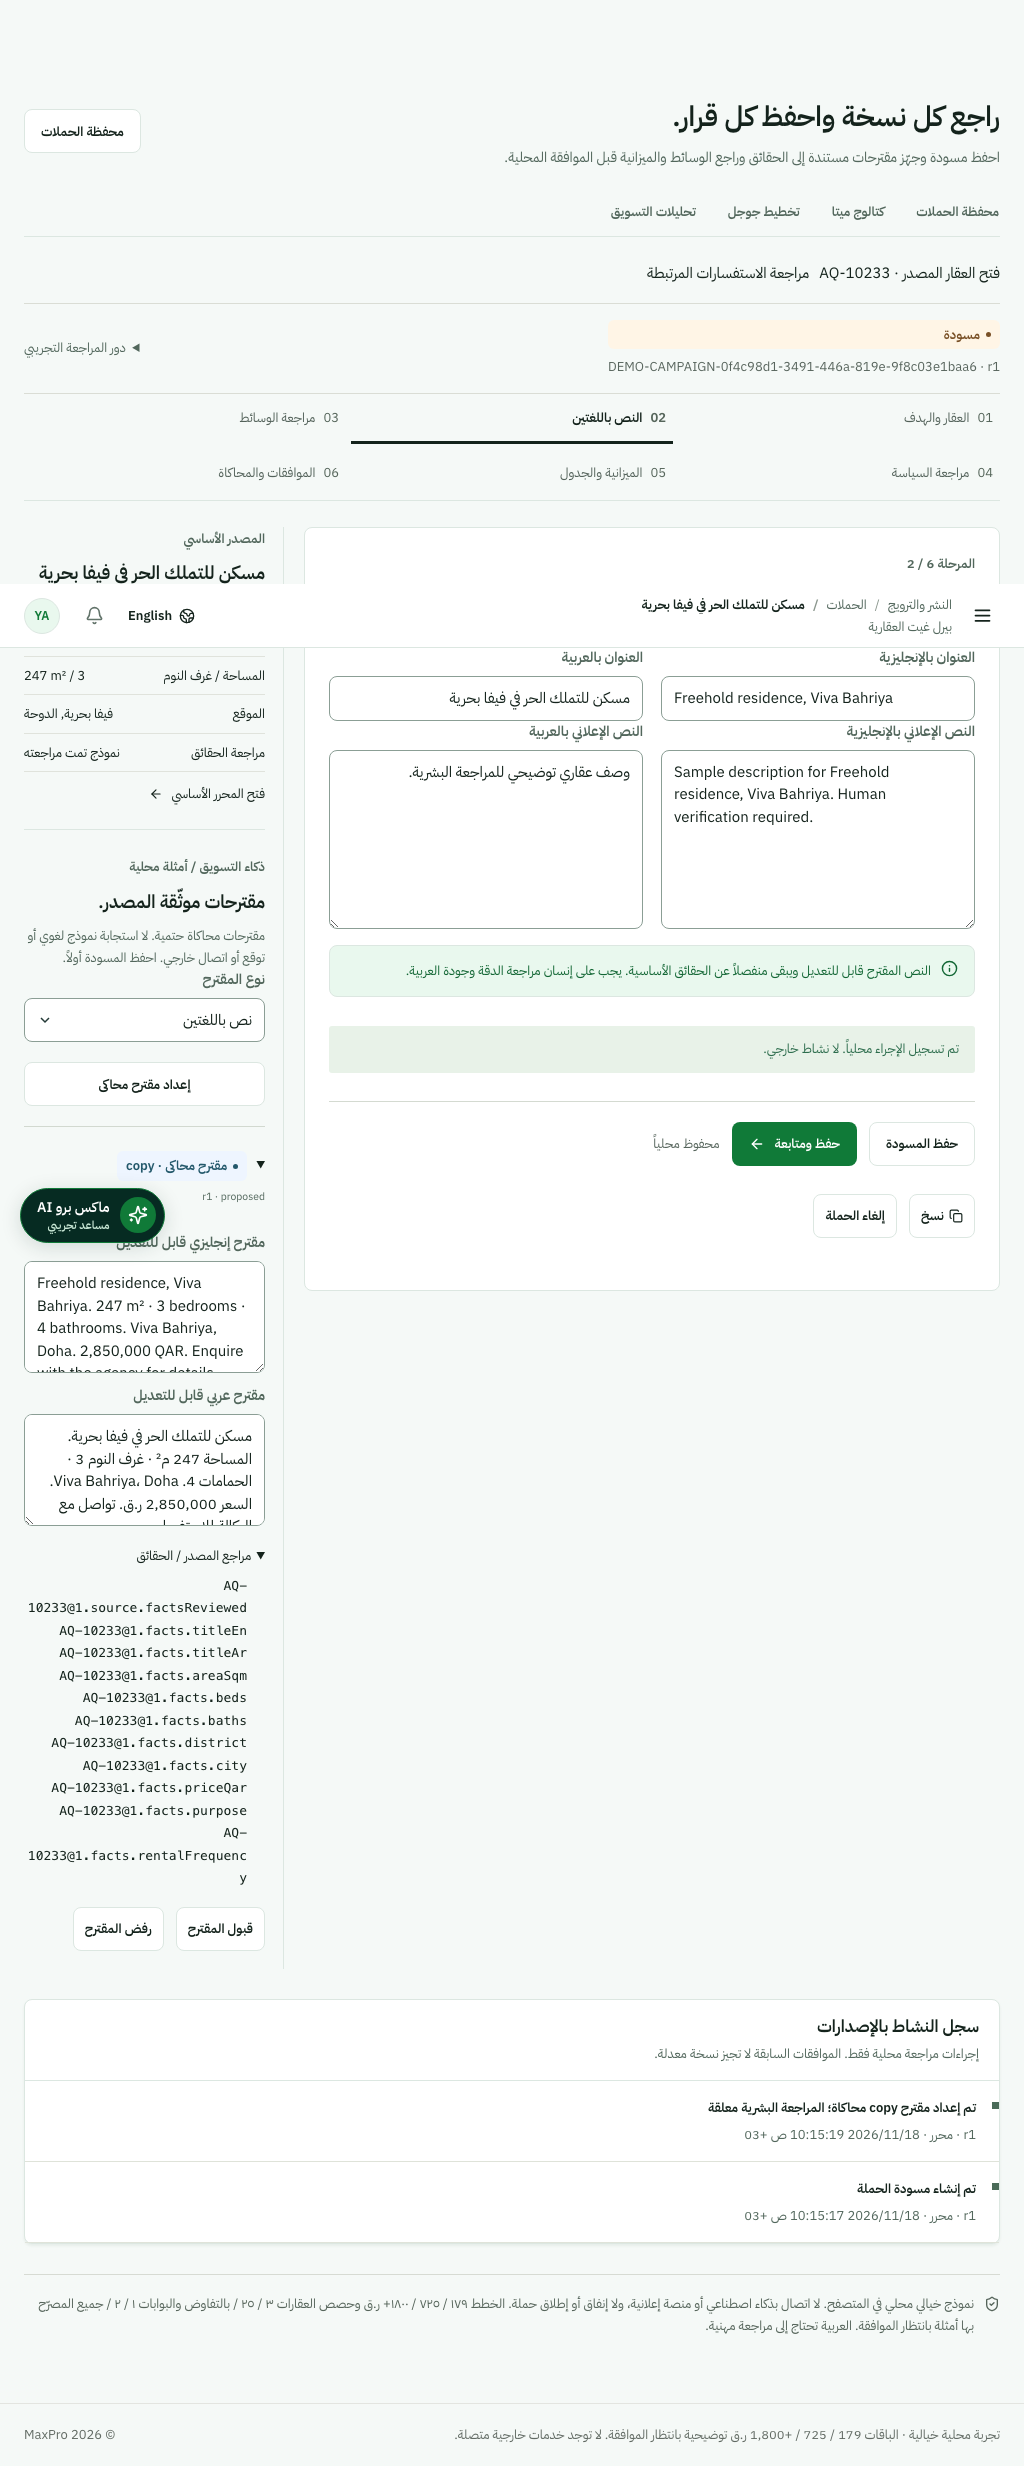 راجع كل نسخة واحفظ كل قرار.
احفظ مسودة وجهّز مقترحات مستندة إلى الحقائق وراجع الوسائط والميزانية قبل الموافقة المحلية.
محفظة الحملات
محفظة الحملات
كتالوج ميتا
تخطيط جوجل
تحليلات التسويق
فتح العقار المصدر · AQ-10233
مراجعة الاستفسارات المرتبطة
مسودة
DEMO-CAMPAIGN-0f4c98d1-3491-446a-819e-9f8c03e1baa6 · r1
دور المراجعة التجريبي
01 العقار والهدف
02 النص باللغتين
03 مراجعة الوسائط
04 مراجعة السياسة
05 الميزانية والجدول
06 الموافقات والمحاكاة
المرحلة 6 / 2
النشر والترويج / الحملات / مسكن للتملك الحر في فيفا بحرية
بيرل غيت العقارية
English
YA
العنوان بالإنجليزية
Freehold residence, Viva Bahriya
العنوان بالعربية
مسكن للتملك الحر في فيفا بحرية
النص الإعلاني بالإنجليزية
Sample description for Freehold
residence, Viva Bahriya. Human
verification required.
النص الإعلاني بالعربية
وصف عقاري توضيحي للمراجعة البشرية.
النص المقترح قابل للتعديل ويبقى منفصلاً عن الحقائق الأساسية. يجب على إنسان مراجعة الدقة وجودة العربية.
تم تسجيل الإجراء محلياً. لا نشاط خارجي.
حفظ المسودة
حفظ ومتابعة
محفوظ محلياً
نسخ
إلغاء الحملة
المصدر الأساسي
مسكن للتملك الحر في فيفا بحرية
المساحة / غرف النوم
247 m² / 3
الموقع
فيفا بحرية, الدوحة
مراجعة الحقائق
نموذج تمت مراجعته
فتح المحرر الأساسي
ذكاء التسويق / أمثلة محلية
مقترحات موثّقة المصدر.
مقترحات محاكاة حتمية. لا استجابة نموذج لغوي أو
توقع أو اتصال خارجي. احفظ المسودة أولاً.
نوع المقترح
نص باللغتين
إعداد مقترح محاكى
مقترح محاكى · copy
r1 · proposed
ماكس برو AI
مساعد تجريبي
مقترح إنجليزي قابل للتعديل
Freehold residence, Viva
Bahriya. 247 m² · 3 bedrooms ·
4 bathrooms. Viva Bahriya,
Doha. 2,850,000 QAR. Enquire
with the agency for details.
مقترح عربي قابل للتعديل
مسكن للتملك الحر في فيفا بحرية.
المساحة 247 م² · غرف النوم 3 ·
الحمامات 4. Viva Bahriya، Doha.
السعر 2,850,000 ر.ق. تواصل مع
مراجع المصدر / الحقائق
AQ-
10233@1.source.factsReviewed
AQ-10233@1.facts.titleEn
AQ-10233@1.facts.titleAr
AQ-10233@1.facts.areaSqm
AQ-10233@1.facts.beds
AQ-10233@1.facts.baths
AQ-10233@1.facts.district
AQ-10233@1.facts.city
AQ-10233@1.facts.priceQar
AQ-10233@1.facts.purpose
AQ-
10233@1.facts.rentalFrequenc
y
قبول المقترح
رفض المقترح
سجل النشاط بالإصدارات
إجراءات مراجعة محلية فقط. الموافقات السابقة لا تجيز نسخة معدلة.
تم إعداد مقترح copy محاكاة؛ المراجعة البشرية معلقة
r1 · محرر · 2026/11/18 10:15:19 ص +03
تم إنشاء مسودة الحملة
r1 · محرر · 2026/11/18 10:15:17 ص +03
نموذج خيالي محلي في المتصفح. لا اتصال بذكاء اصطناعي أو منصة إعلانية، ولا إنفاق أو إطلاق حملة. الخطط ١٧٩ / ٧٢٥ / ١٨٠٠+ ر.ق وحصص العقارات ٣ / ٢٥ / بالتفاوض والبوابات ١ / ٢ / جميع المصرّح
بها أمثلة بانتظار الموافقة. العربية تحتاج إلى مراجعة مهنية.
تجربة محلية خيالية · الباقات 179 / 725 / +1,800 ر.ق توضيحية بانتظار الموافقة. لا توجد خدمات خارجية متصلة.
© 2026 MaxPro